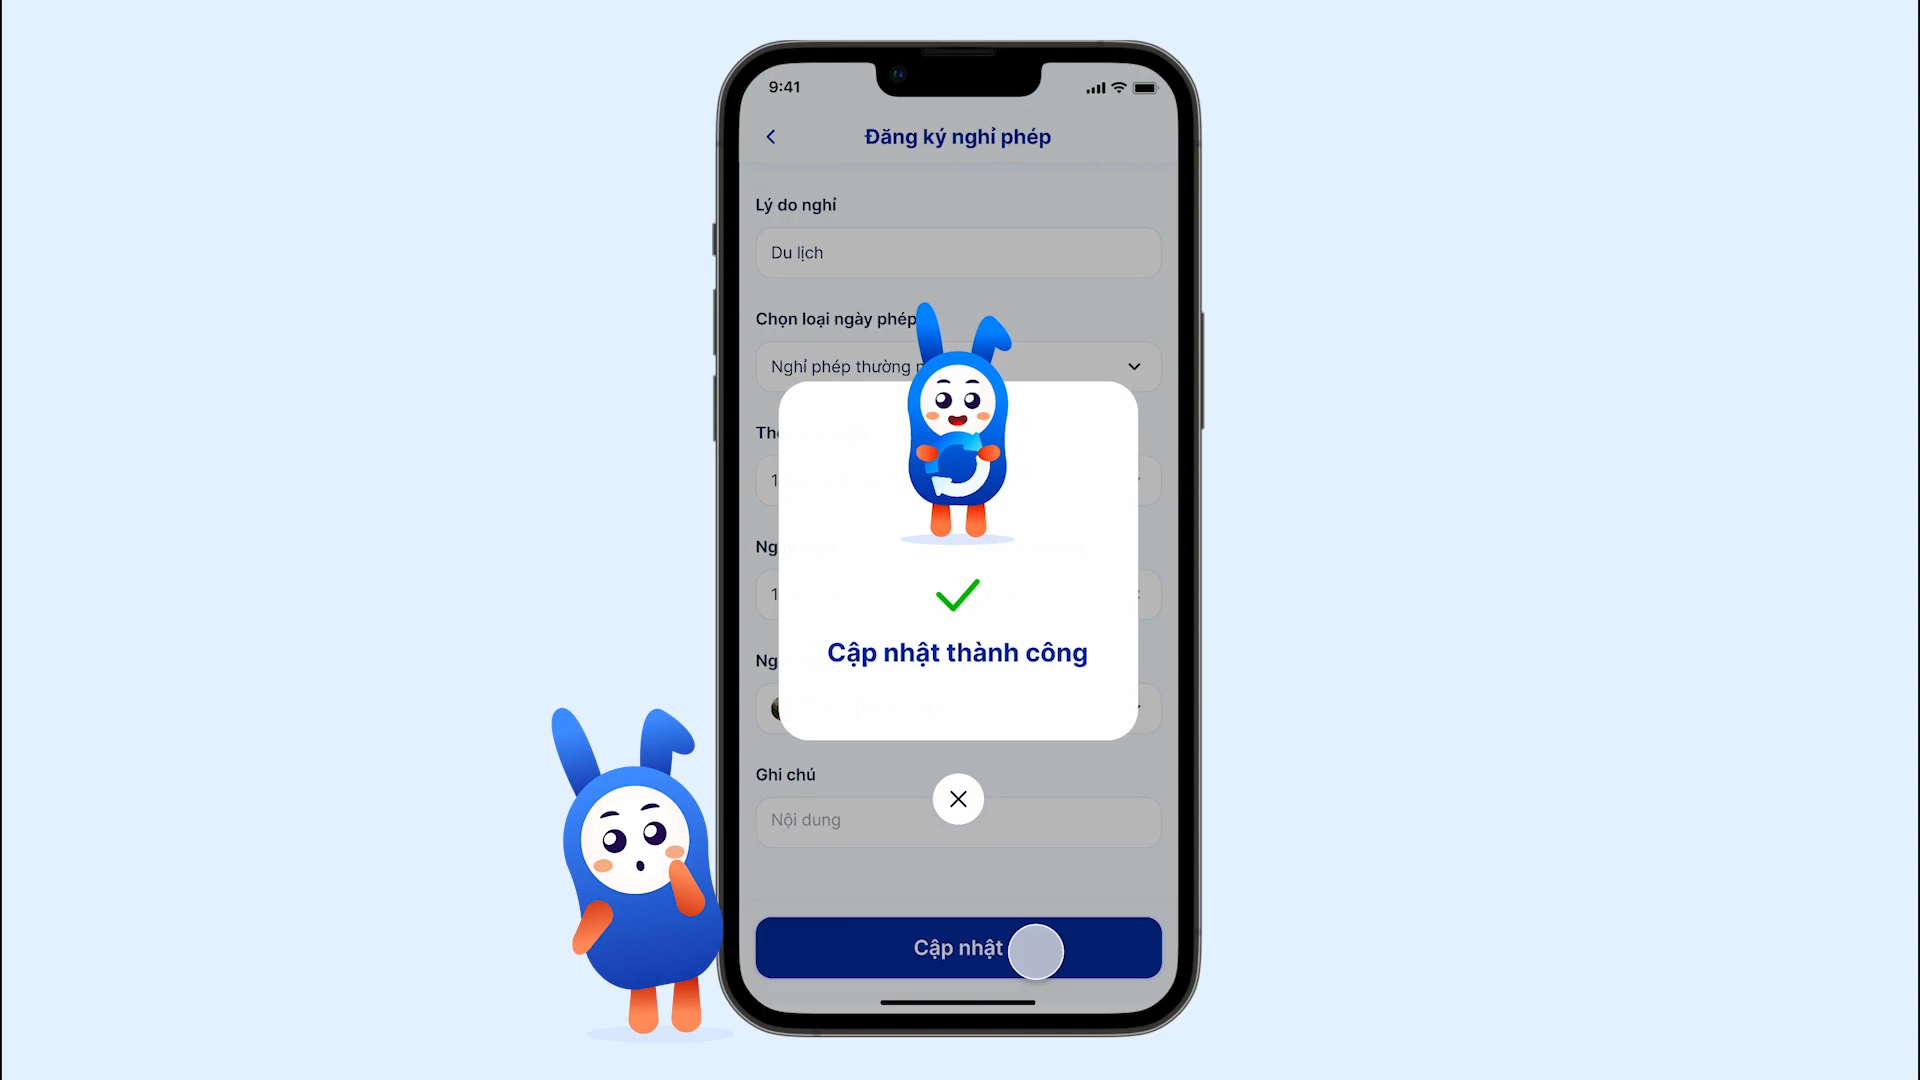 9:41
Đăng ký nghỉ phép
Lý do nghỉ
Du lịch
Chọn loại ngày phép
Nghỉ phép thường
Cập nhật thành công
Ghi chú
Nội dung
Cập nhật